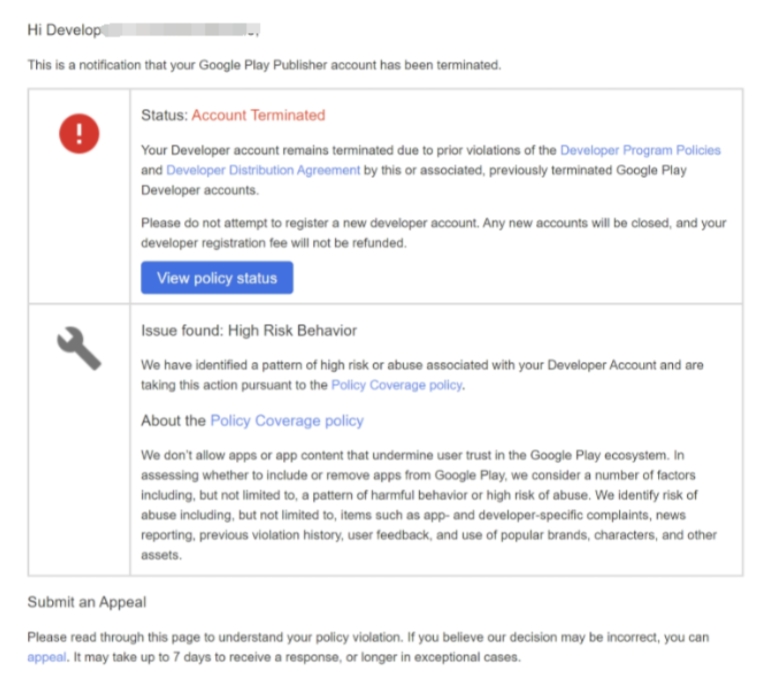 Hi Develop
This is a notification that your Google Play Publisher account has been terminated.
Status: Account Terminated
Your Developer account remains terminated due to prior violations of the Developer Program Policies
and Developer Distribution Agreement by this or associated, previously terminated Google Play
Developer accounts.
Please do not attempt to register a new developer account. Any new accounts will be closed, and your
developer registration fee will not be refunded.
View policy status
Issue found: High Risk Behavior
We have identified a pattern of high risk or abuse associated with your Developer Account and are
taking this action pursuant to the Policy Coverage policy.
About the Policy Coverage policy
We don't allow apps or app content that undermine user trust in the Google Play ecosystem. In
assessing whether to include or remove apps from Google Play, we consider a number of factors
including, but not limited to, a pattern of harmful behavior or high risk of abuse. We identify risk of
abuse including, but not limited to, items such as app- and developer-specific complaints, news
reporting, previous violation history, user feedback, and use of popular brands, characters, and other
assets.
Submit an Appeal
Please read through this page to understand your policy violation. If you believe our decision may be incorrect, you can
appeal. It may take up to 7 days to receive a response, or longer in exceptional cases.